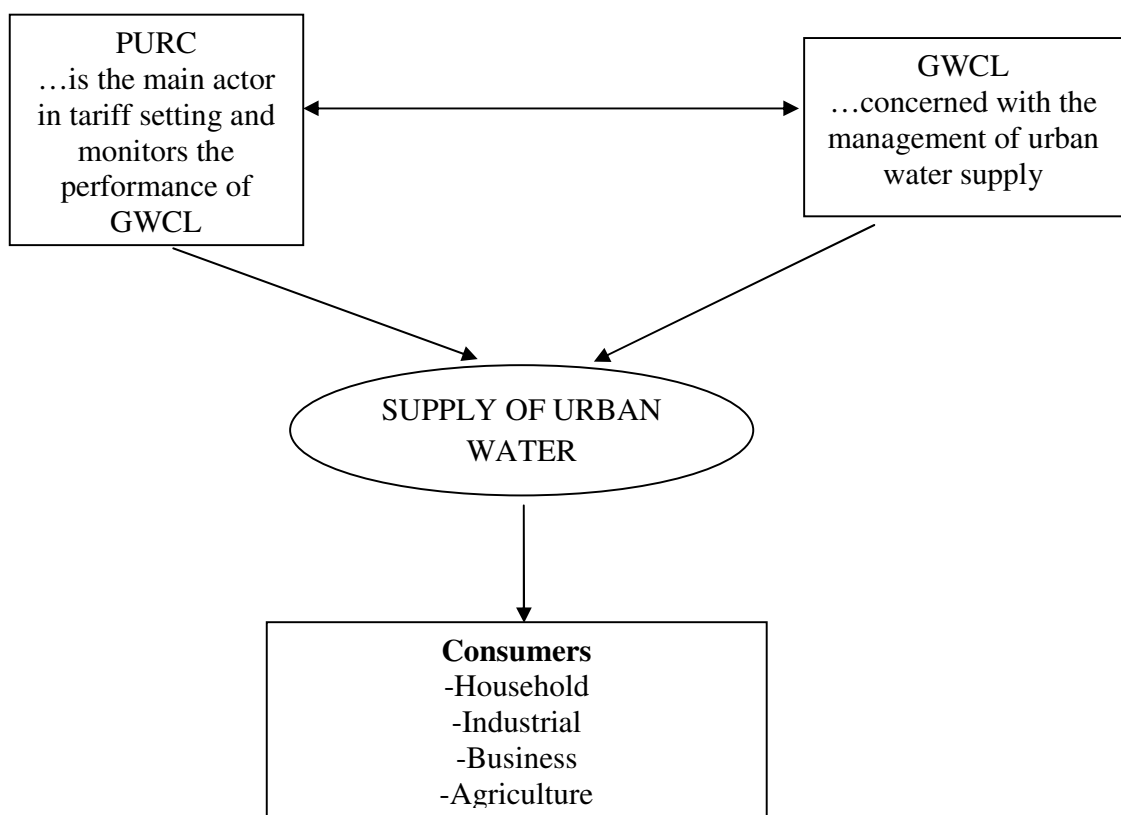 PURC
…is the main actor
in tariff setting and
monitors the
performance of
GWCL
GWCL
…concerned with the
management of urban
water supply
SUPPLY OF URBAN
WATER
Consumers
-Household
-Industrial
-Business
-Agriculture